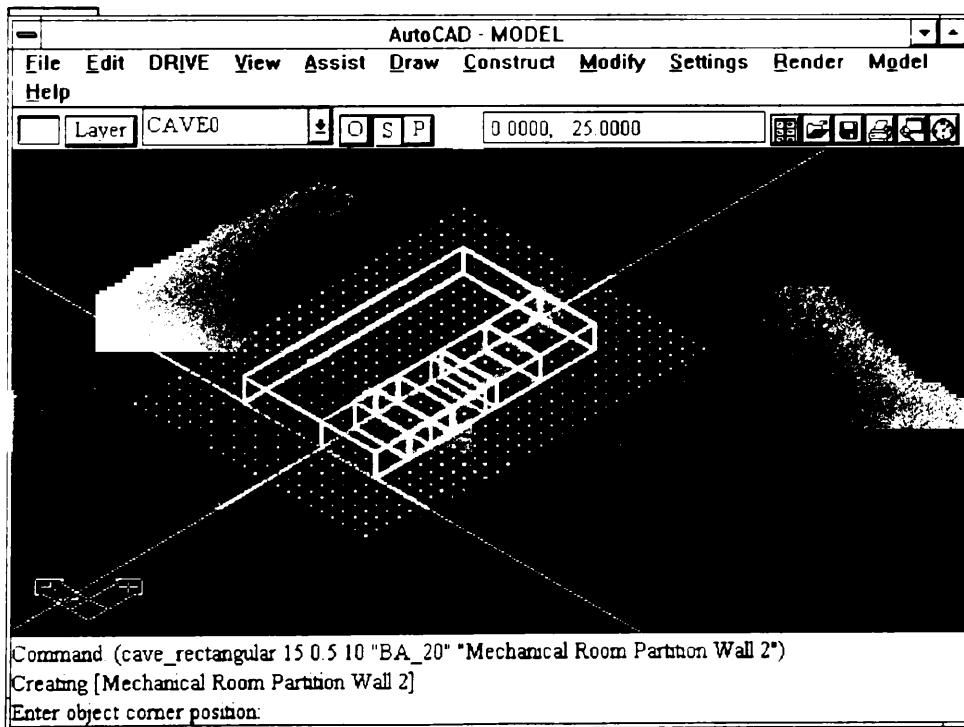 AutoCAD - MODEL
File Edit DRIVE View Assist Draw Construct Modify Settings Render Model
Help
Layer CAVE0 O S P 0.0000, 25.0000
Command: (cave_rectangular 15 0.5 10 "BA_20" "Mechanical Room Partition Wall 2")
Creating [Mechanical Room Partition Wall 2]
Enter object corner position: